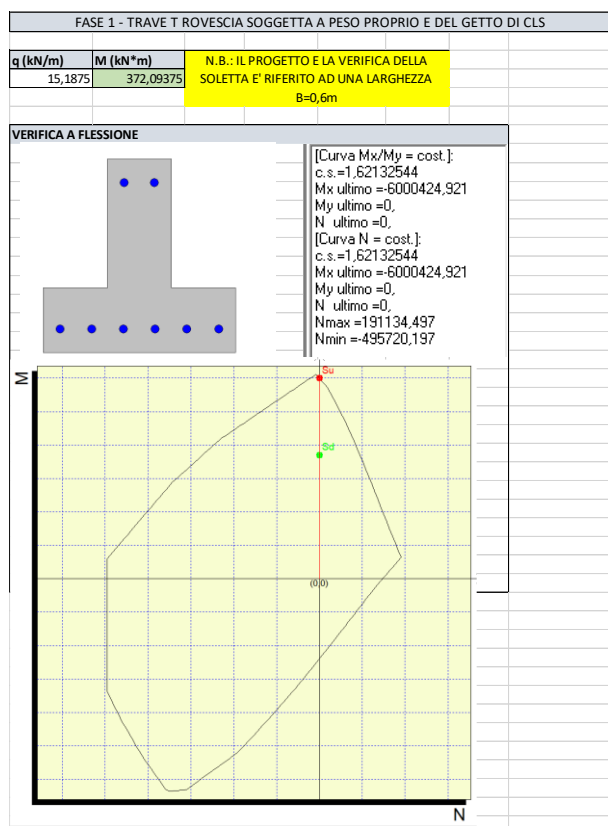 FASE 1 - TRAVE T ROVESCIA SOGGETTA A PESO PROPRIO E DEL GETTO DI CLS
q (kN/m) M (kN*m)
15,1875 372,09375
N.B.: IL PROGETTO E LA VERIFICA DELLA
SOLETTA E' RIFERITO AD UNA LARGHEZZA
B=0,6m
VERIFICA A FLESSIONE
[Curva Mx/My = cost.]:
c.s.=1,62132544
Mx ultimo =-6000424,921
My ultimo =0,
N ultimo =0,
[Curva N = cost.]:
c.s.=1,62132544
Mx ultimo =-6000424,921
My ultimo =0,
N ultimo =0,
Nmax =191134,497
Nmin =-495720,197
M
Su
Sd
(0,0)
N